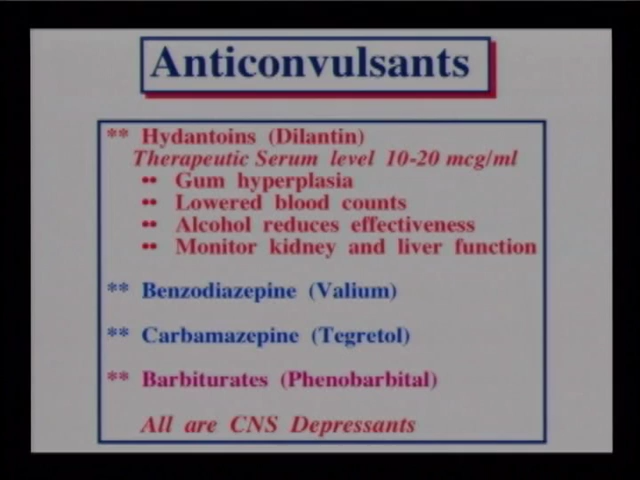 Anticonvulsants
** Hydantoins (Dilantin)
Therapeutic Serum level 10-20 mcg/ml
•• Gum hyperplasia
•• Lowered blood counts
•• Alcohol reduces effectiveness
•• Monitor kidney and liver function
** Benzodiazepine (Valium)
** Carbamazepine (Tegretol)
** Barbiturates (Phenobarbital)
All are CNS Depressants